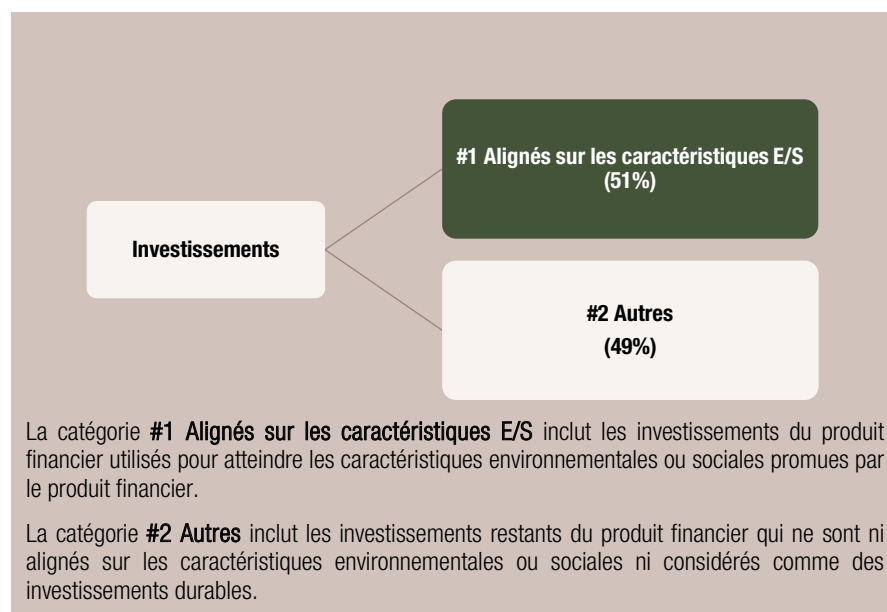 #1 Alignés sur les caractéristiques E/S
(51%)
Investissements
#2 Autres
(49%)
La catégorie #1 Alignés sur les caractéristiques E/S inclut les investissements du produit
financier utilisés pour atteindre les caractéristiques environnementales ou sociales promues par
le produit financier.
La catégorie #2 Autres inclut les investissements restants du produit financier qui ne sont ni
alignés sur les caractéristiques environnementales ou sociales ni considérés comme des
investissements durables.